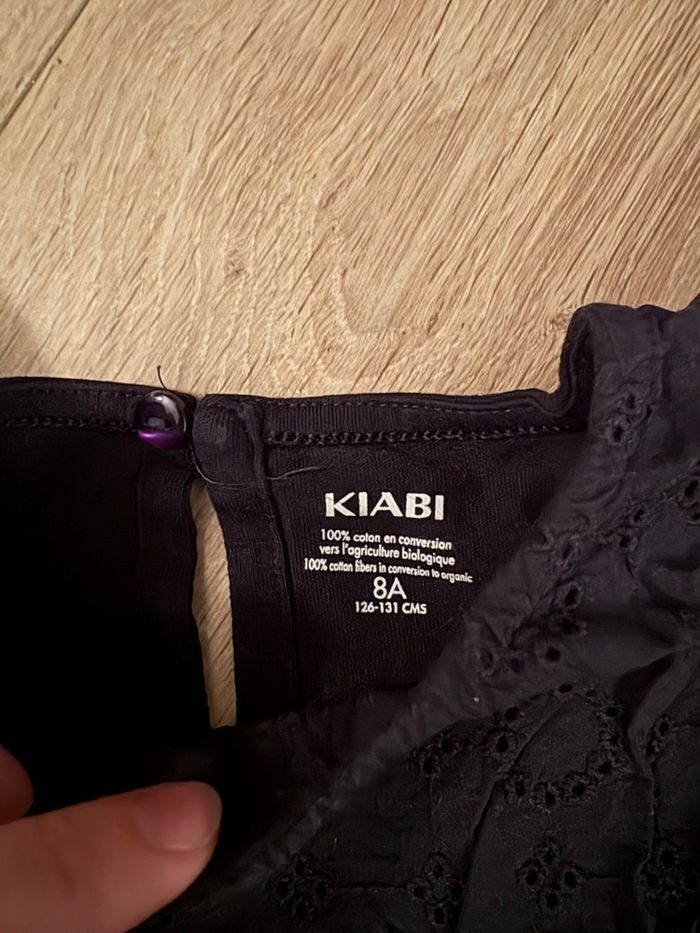 KIABI
100% coton en conversion
vers l'agriculture biologique
100% cotton fibers in conversion to organic
8A
126-131 CMS